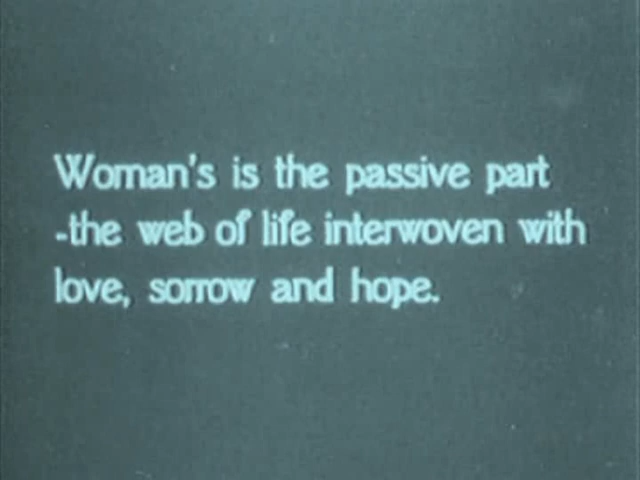 Woman's is the passive part
-the web of life interwoven with
love, sorrow and hope.